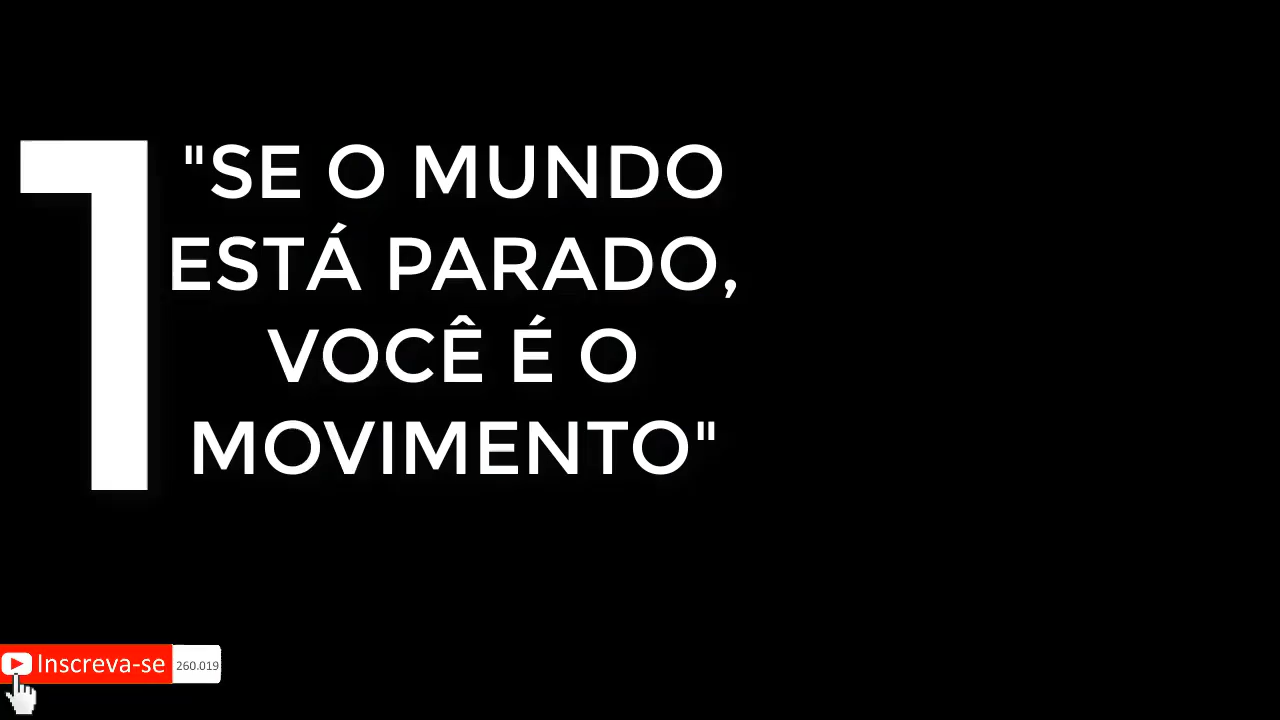 1
"SE O MUNDO
ESTÁ PARADO,
VOCÊ É O
MOVIMENTO"
Inscreva-se 260.019